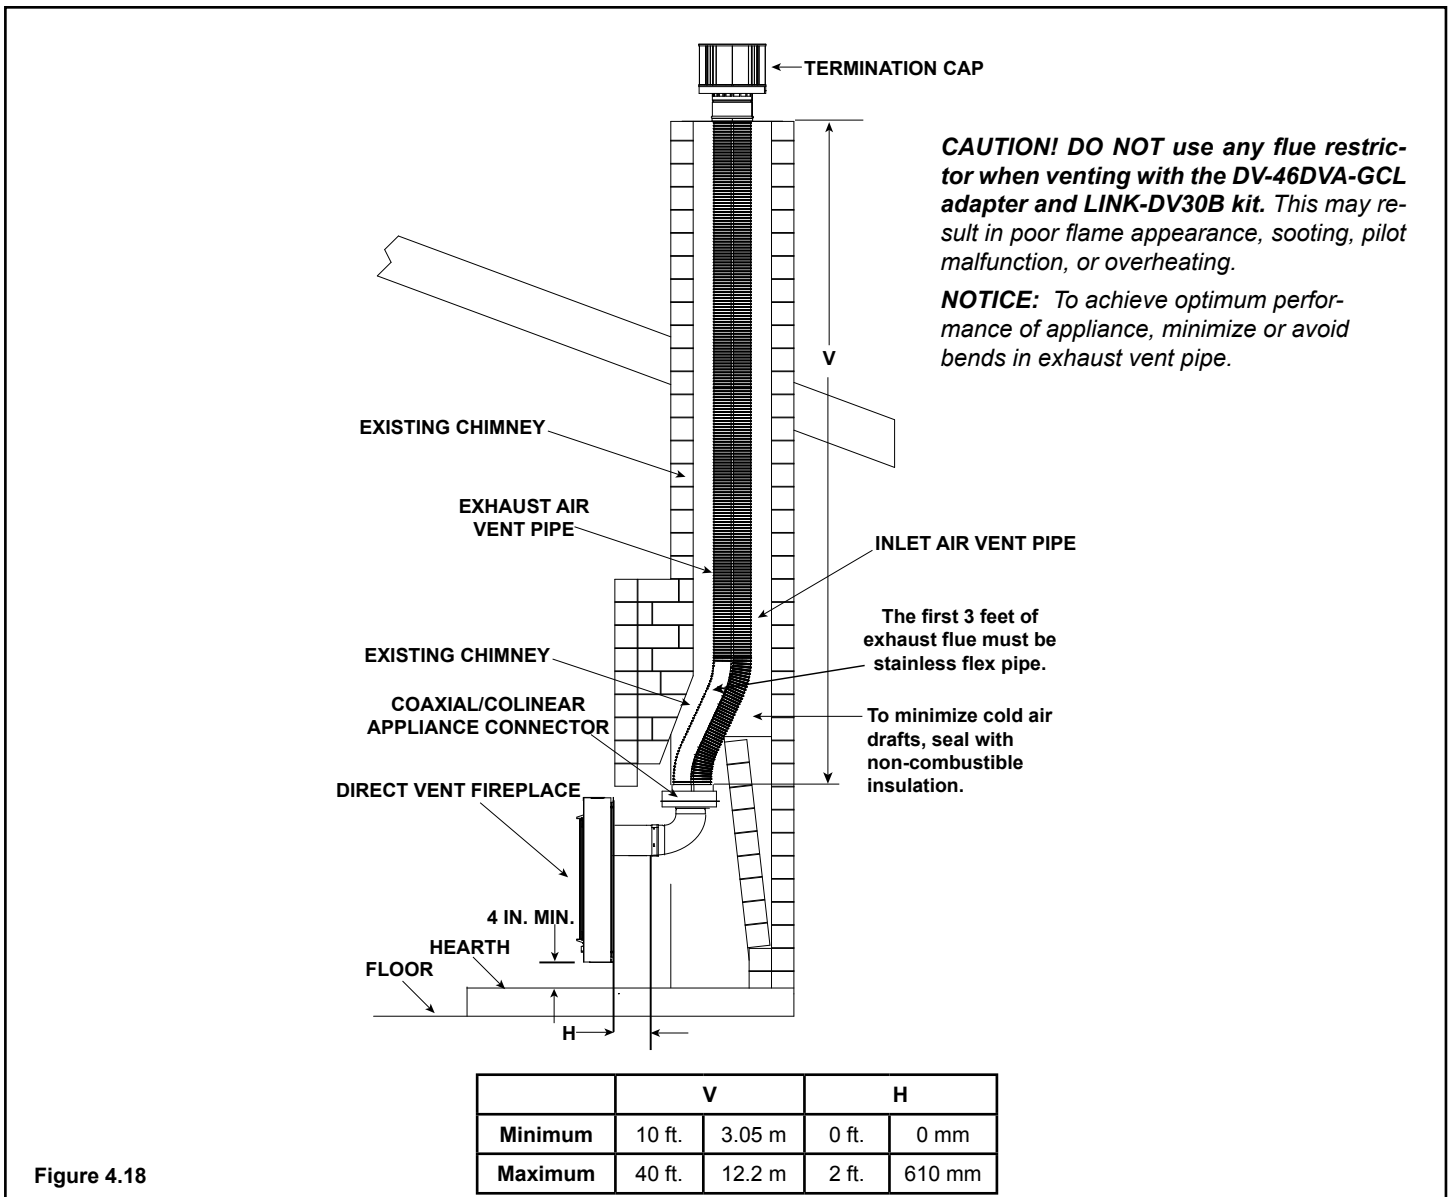 TERMINATION CAP
CAUTION! DO NOT use any flue restric-
tor when venting with the DV-46DVA-GCL
adapter and LINK-DV30B kit. This may re-
sult in poor flame appearance, sooting, pilot
malfunction, or overheating.
NOTICE: To achieve optimum perfor-
mance of appliance, minimize or avoid
bends in exhaust vent pipe.
V
EXISTING CHIMNEY
EXHAUST AIR
VENT PIPE
INLET AIR VENT PIPE
The first 3 feet of
exhaust flue must be
stainless flex pipe.
EXISTING CHIMNEY
COAXIAL/COLINEAR
APPLIANCE CONNECTOR
To minimize cold air
drafts, seal with
non-combustible
insulation.
DIRECT VENT FIREPLACE
4 IN. MIN.
HEARTH
FLOOR
H
V H
Minimum 10 ft. 3.05 m 0 ft. 0 mm
Maximum 40 ft. 12.2 m 2 ft. 610 mm
Figure 4.18